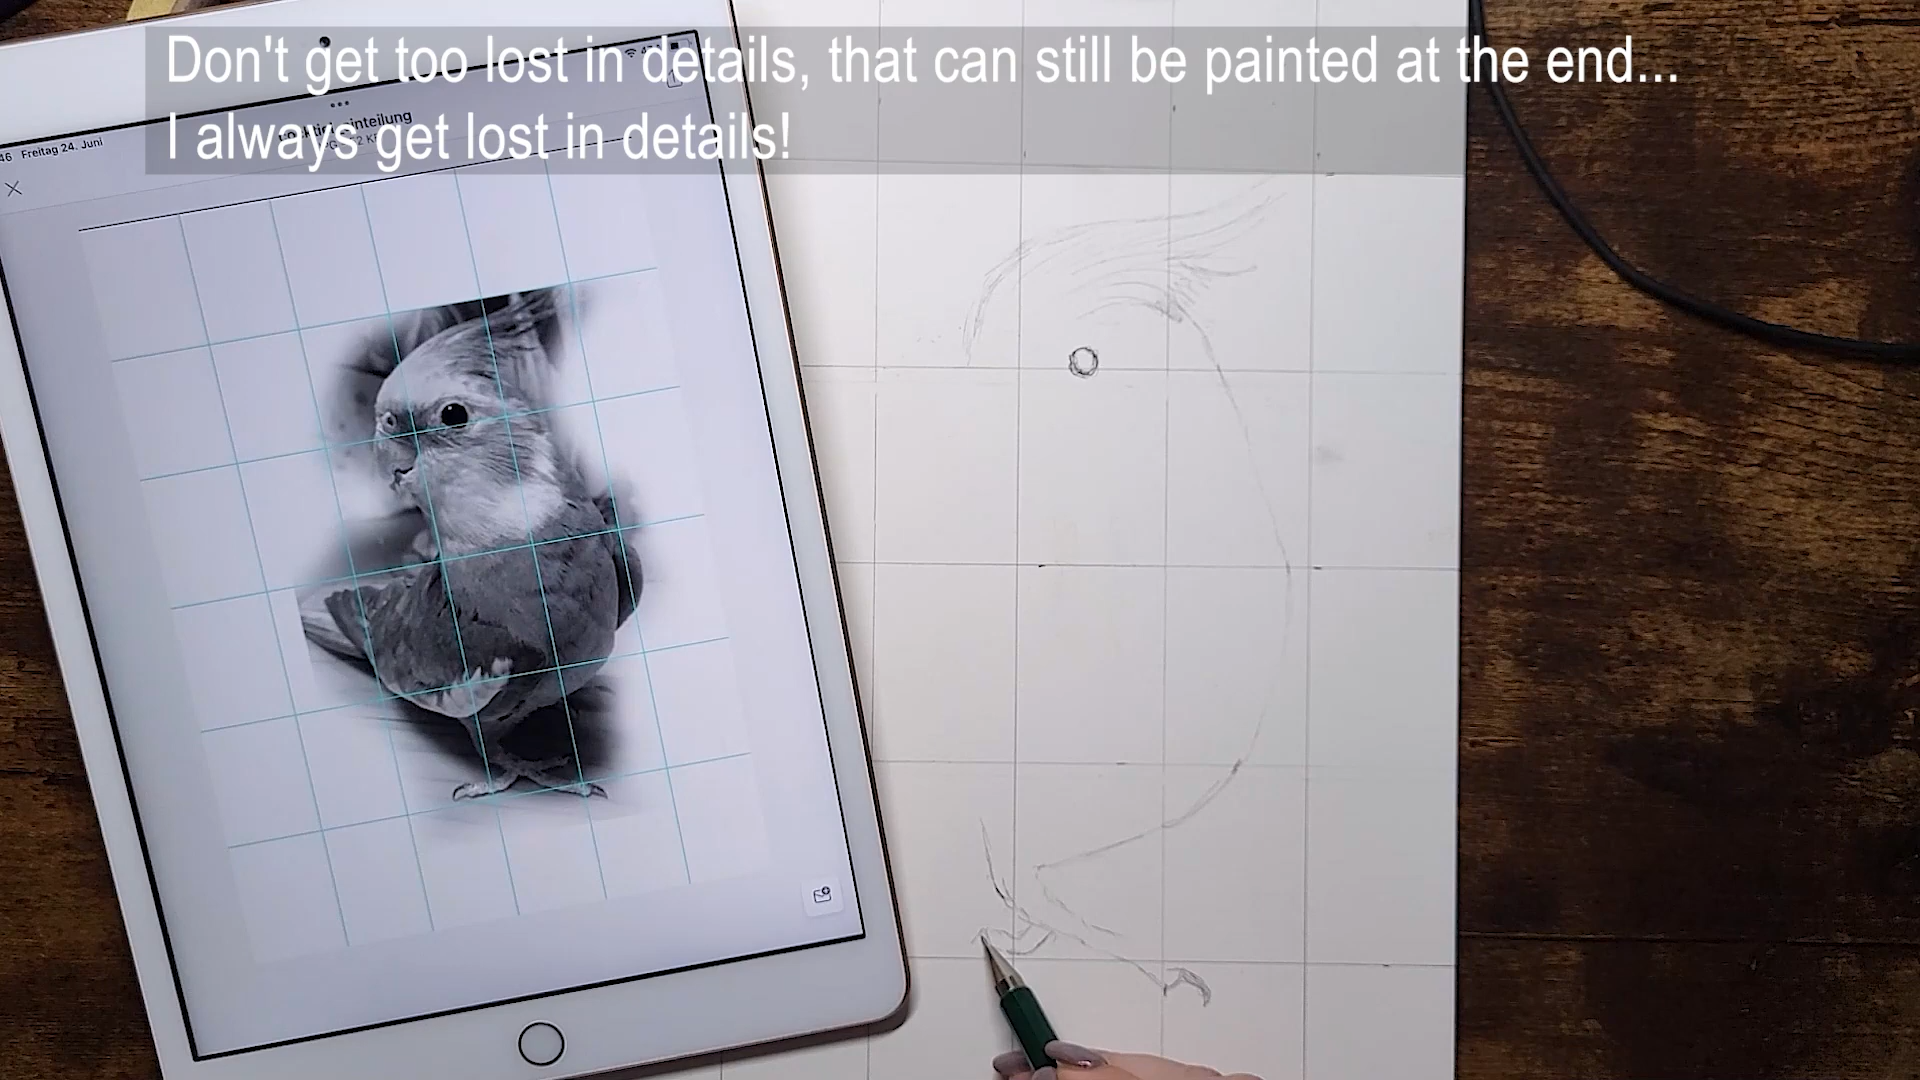 Don't get too lost in details, that can still be painted at the end...
I always get lost in details!
46 Freitag 24. Juni